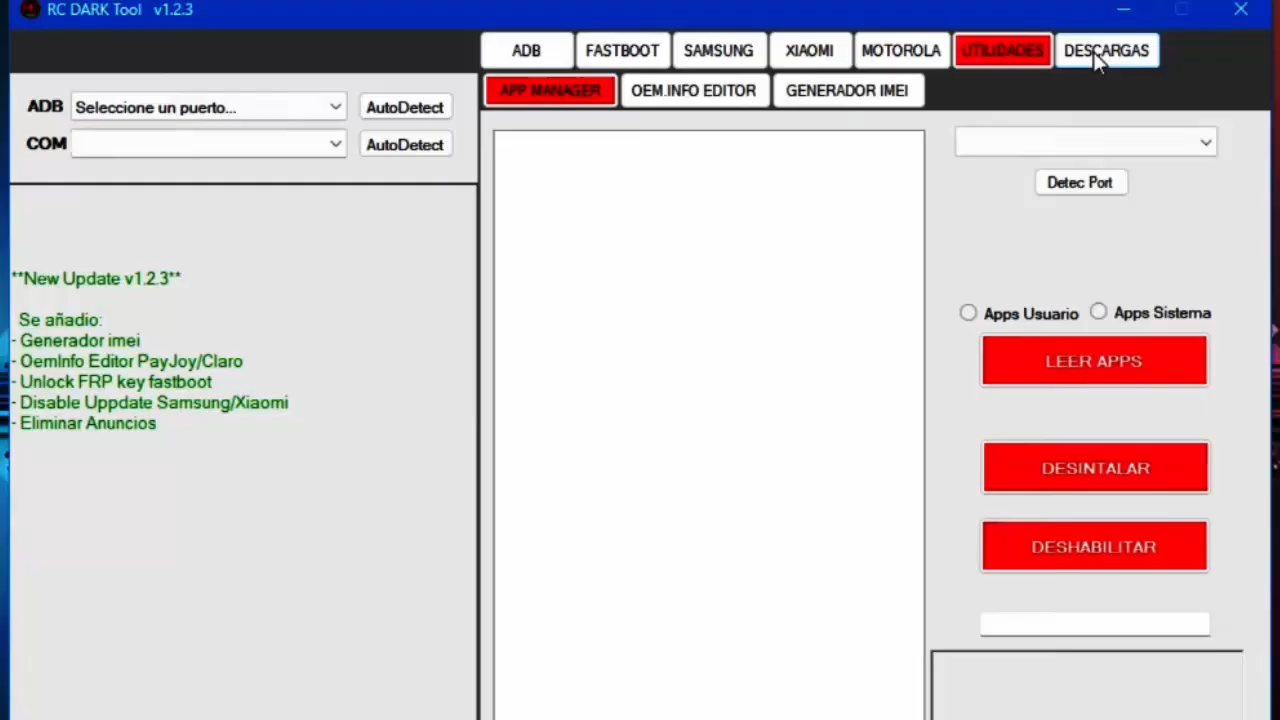 RC DARK Tool v1.2.3
ADB FASTBOOT SAMSUNG XIAOMI MOTOROLA UTILIDADES DESCARGAS
APP MANAGER OEM.INFO EDITOR GENERADOR IMEI
ADB Seleccione un puerto... AutoDetect
COM AutoDetect
Detec Port
**New Update v1.2.3**
Se añadio:
- Generador imei
- OemInfo Editor PayJoy/Claro
- Unlock FRP key fastboot
- Disable Uppdate Samsung/Xiaomi
- Eliminar Anuncios
Apps Usuario Apps Sistema
LEER APPS
DESINTALAR
DESHABILITAR